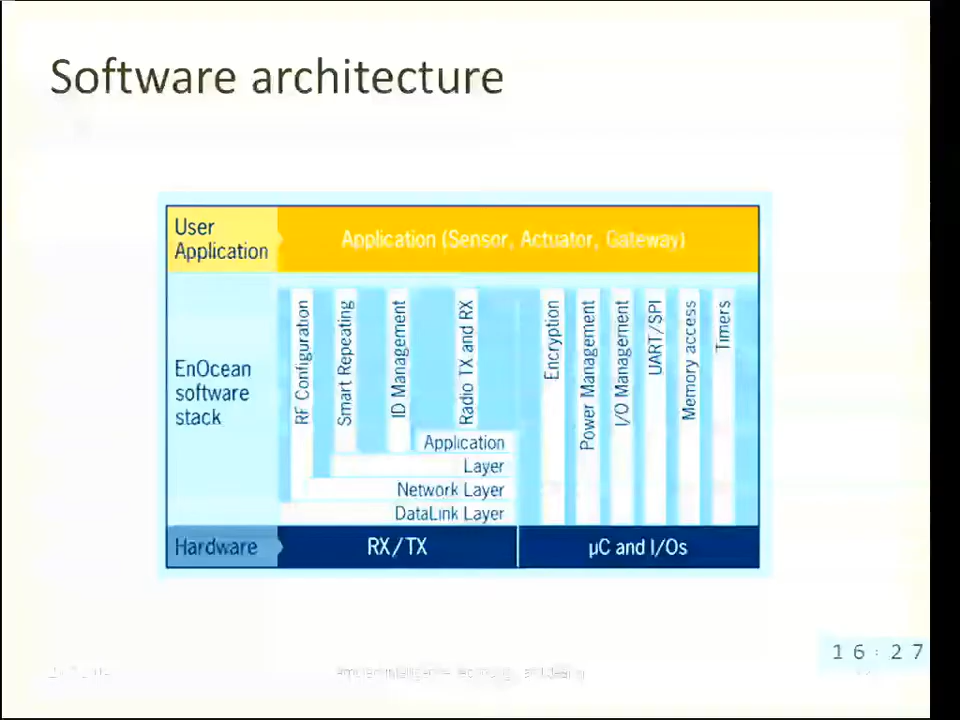 Software architecture
User
Application
Application (Sensor, Actuator, Gateway)
EnOcean
software
stack
RF Configuration
Smart Repeating
ID Management
Radio TX and RX
Encryption
Power Management
I/O Management
UART/SPI
Memory access
Timers
Application
Layer
Network Layer
DataLink Layer
Hardware
RX/TX
µC and I/Os
16:27